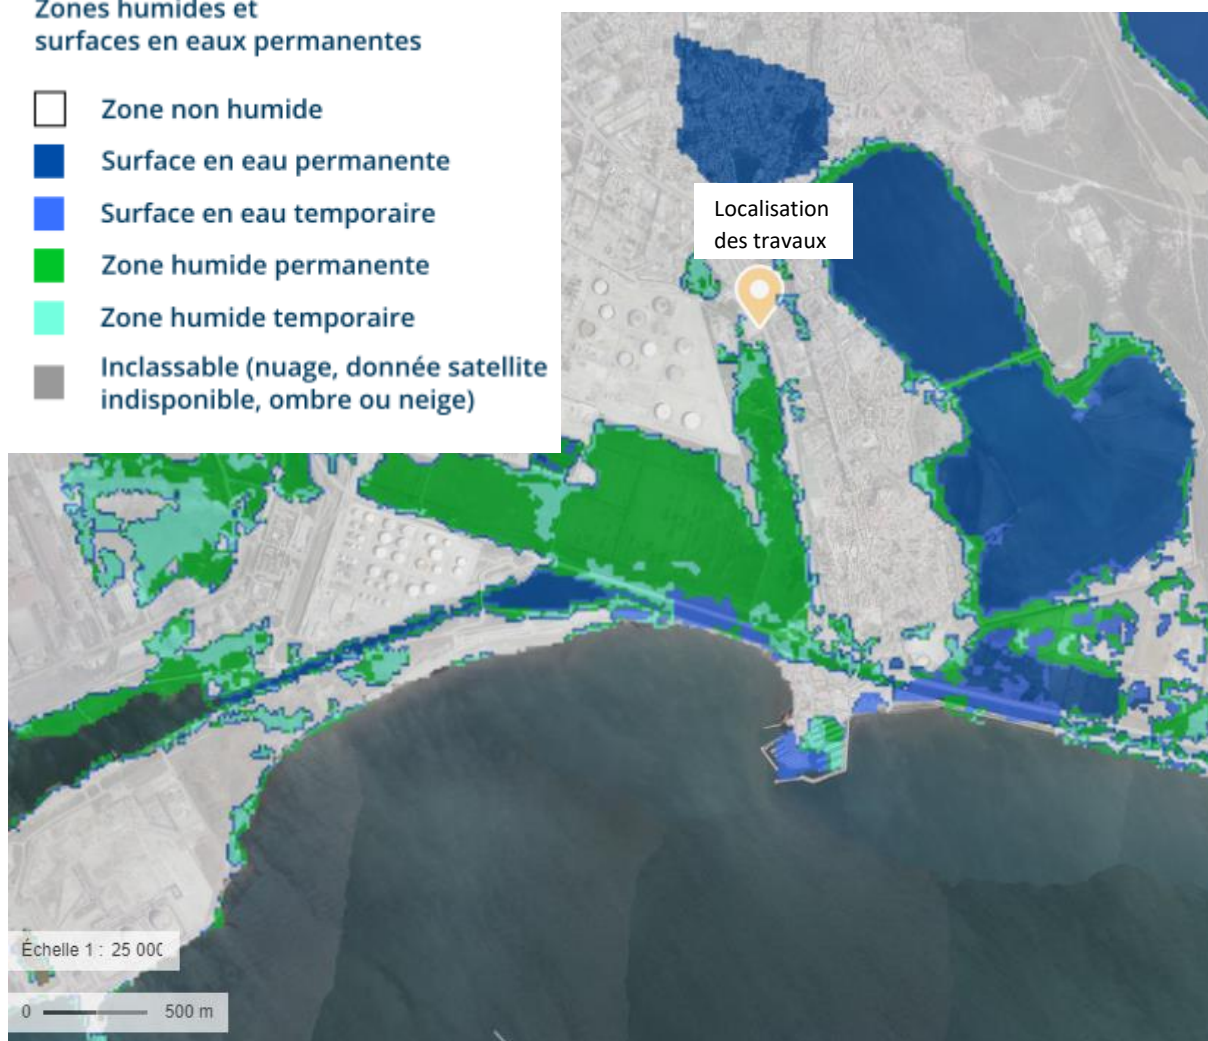 Zones humides et
surfaces en eaux permanentes
Zone non humide
Surface en eau permanente
Surface en eau temporaire
Zone humide permanente
Zone humide temporaire
Inclassable (nuage, donnée satellite
indisponible, ombre ou neige)
Localisation
des travaux
Échelle 1 : 25 000
0 500 m